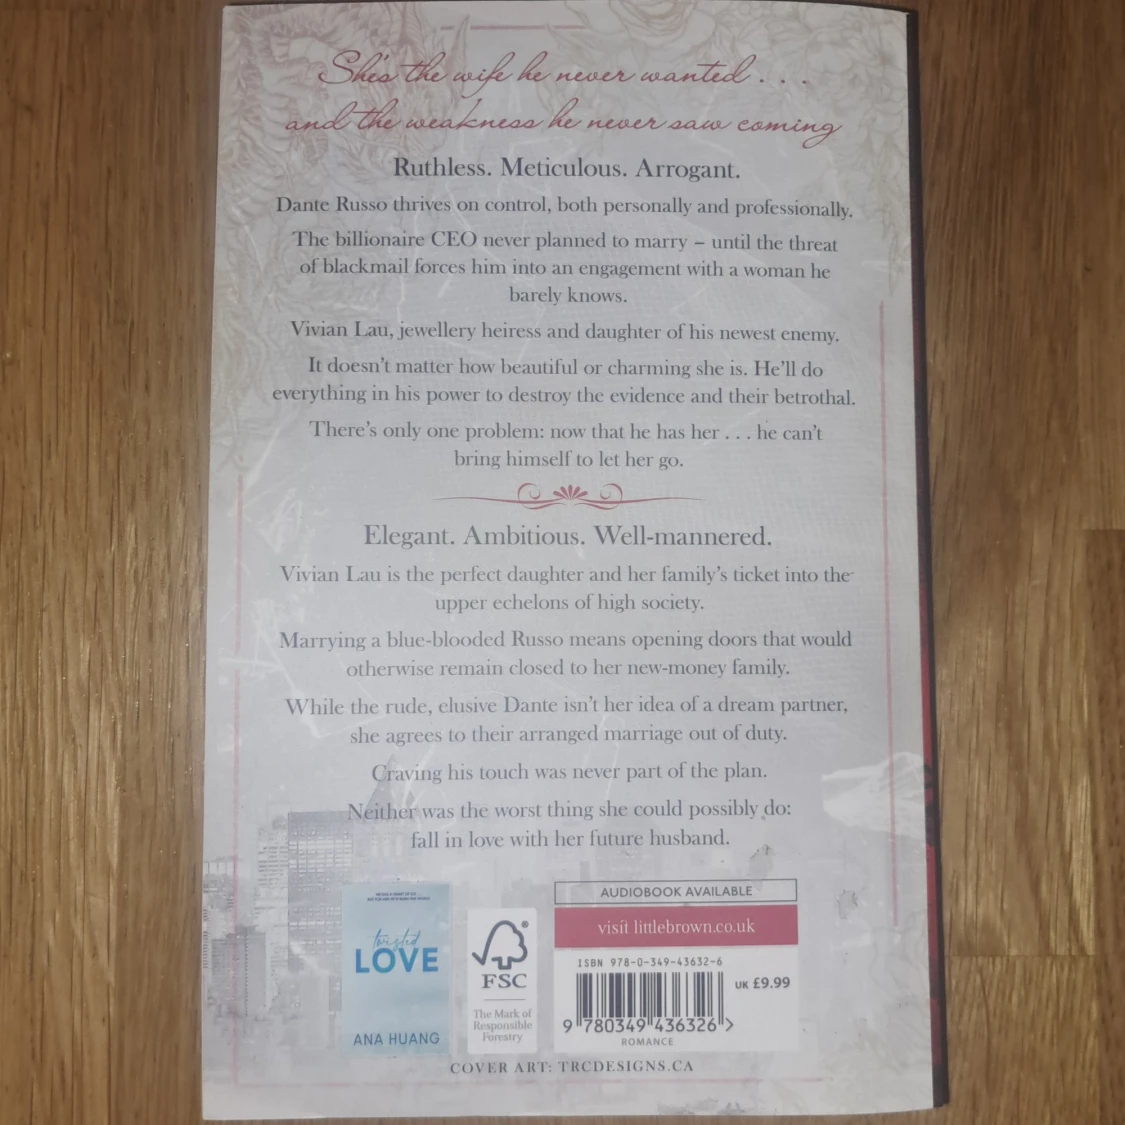 She's the wife he never wanted . . .
and the weakness he never saw coming
Ruthless. Meticulous. Arrogant.
Dante Russo thrives on control, both personally and professionally.
The billionaire CEO never planned to marry – until the threat
of blackmail forces him into an engagement with a woman he
barely knows.
Vivian Lau, jewellery heiress and daughter of his newest enemy.
It doesn't matter how beautiful or charming she is. He'll do
everything in his power to destroy the evidence and their betrothal.
There's only one problem: now that he has her . . . he can't
bring himself to let her go.
Elegant. Ambitious. Well-mannered.
Vivian Lau is the perfect daughter and her family's ticket into the
upper echelons of high society.
Marrying a blue-blooded Russo means opening doors that would
otherwise remain closed to her new-money family.
While the rude, elusive Dante isn't her idea of a dream partner,
she agrees to their arranged marriage out of duty.
Craving his touch was never part of the plan.
Neither was the worst thing she could possibly do:
fall in love with her future husband.
twisted
LOVE
ANA HUANG
FSC
®
The Mark of
Responsible
Forestry
AUDIOBOOK AVAILABLE
visit littlebrown.co.uk
ISBN 978-0-349-43632-6
UK £9.99
9 780349 436326 >
ROMANCE
COVER ART: TRCDESIGNS.CA